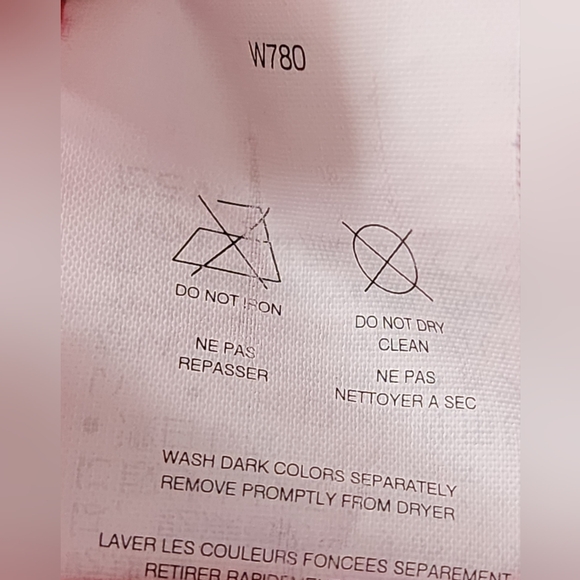 W780
DO NOT IRON
NE PAS
REPASSER
DO NOT DRY
CLEAN
NE PAS
NETTOYER A SEC
WASH DARK COLORS SEPARATELY
REMOVE PROMPTLY FROM DRYER
LAVER LES COULEURS FONCEES SEPAREMENT
RETIRER